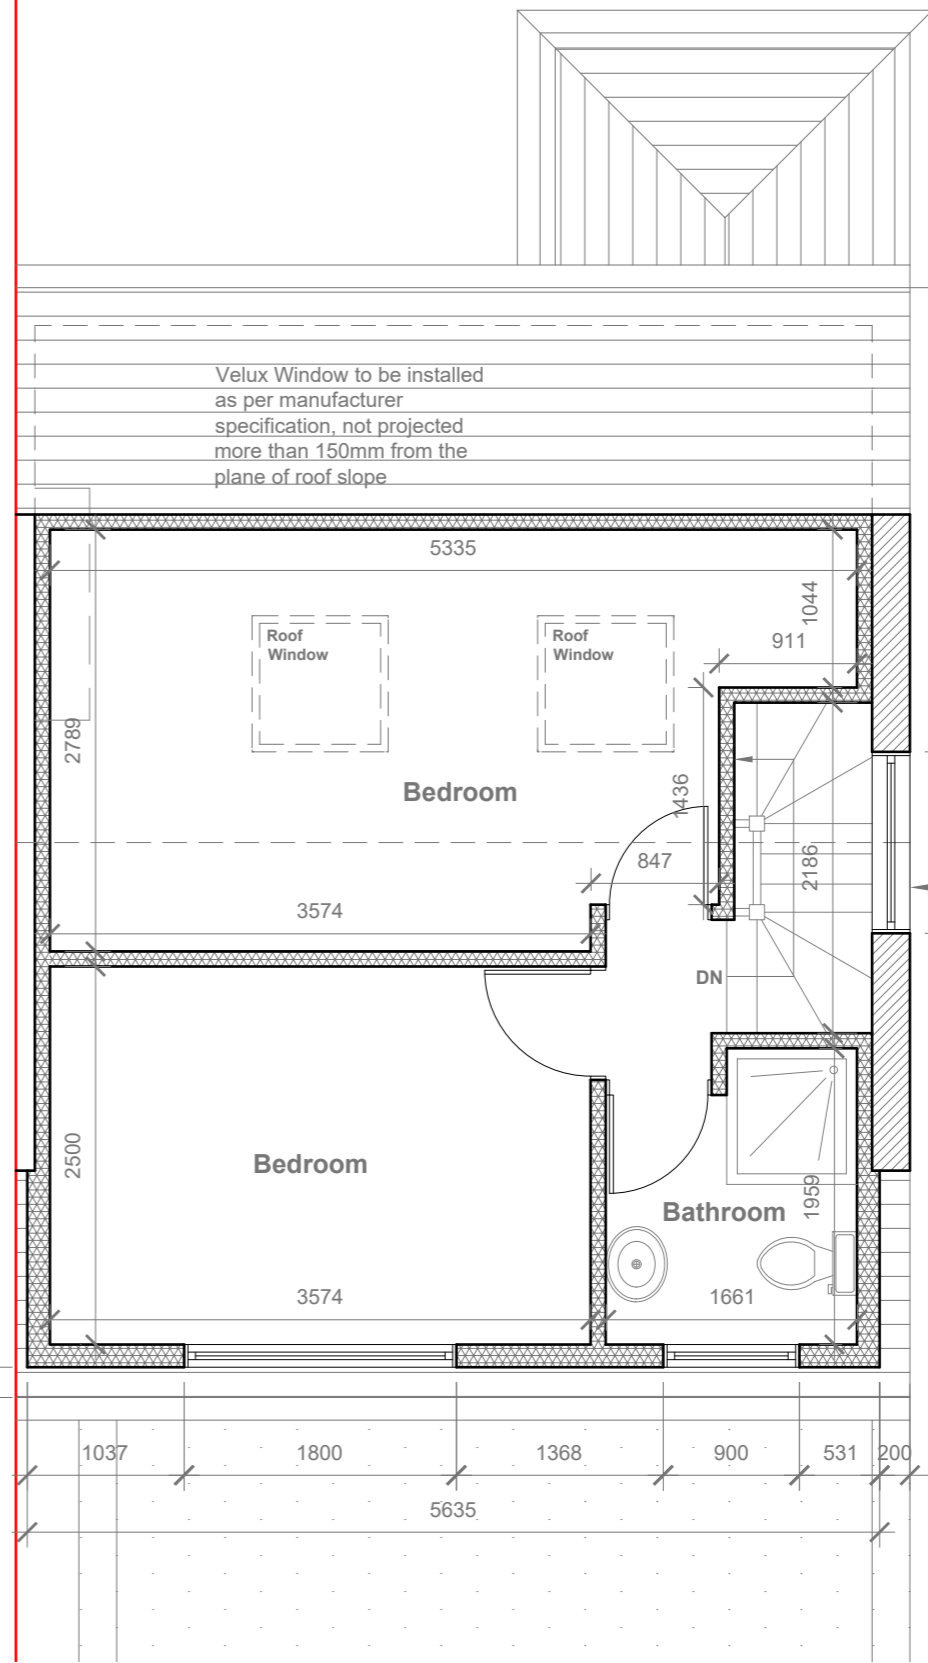 Velux Window to be installed
as per manufacturer
specification, not projected
more than 150mm from the
plane of roof slope
5335
1044
Roof
Window
Roof
Window
911
2789
1436
Bedroom
847
2186
3574
DN
2500
Bedroom
1959
Bathroom
3574
1661
1037
1800
1368
900
531
200
5635